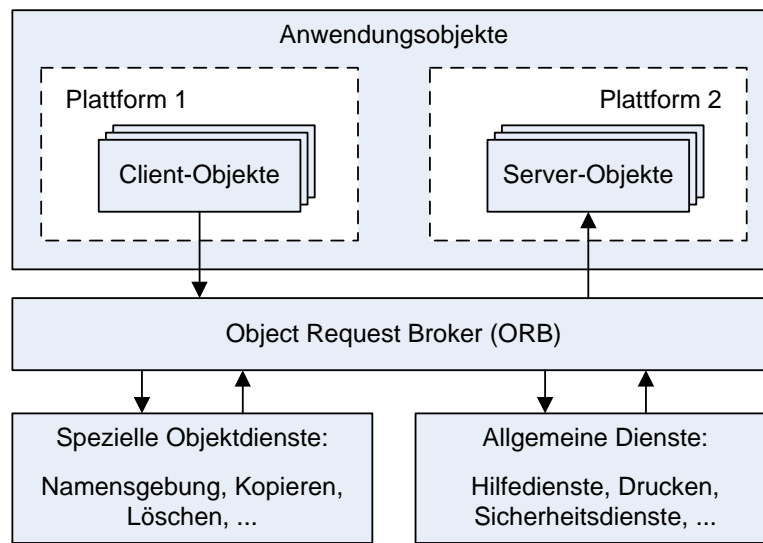 Anwendungsobjekte
Plattform 1
Plattform 2
Client-Objekte
Server-Objekte
Object Request Broker (ORB)
Spezielle Objektdienste:
Namensgebung, Kopieren,
Löschen, ...
Allgemeine Dienste:
Hilfedienste, Drucken,
Sicherheitsdienste, ...